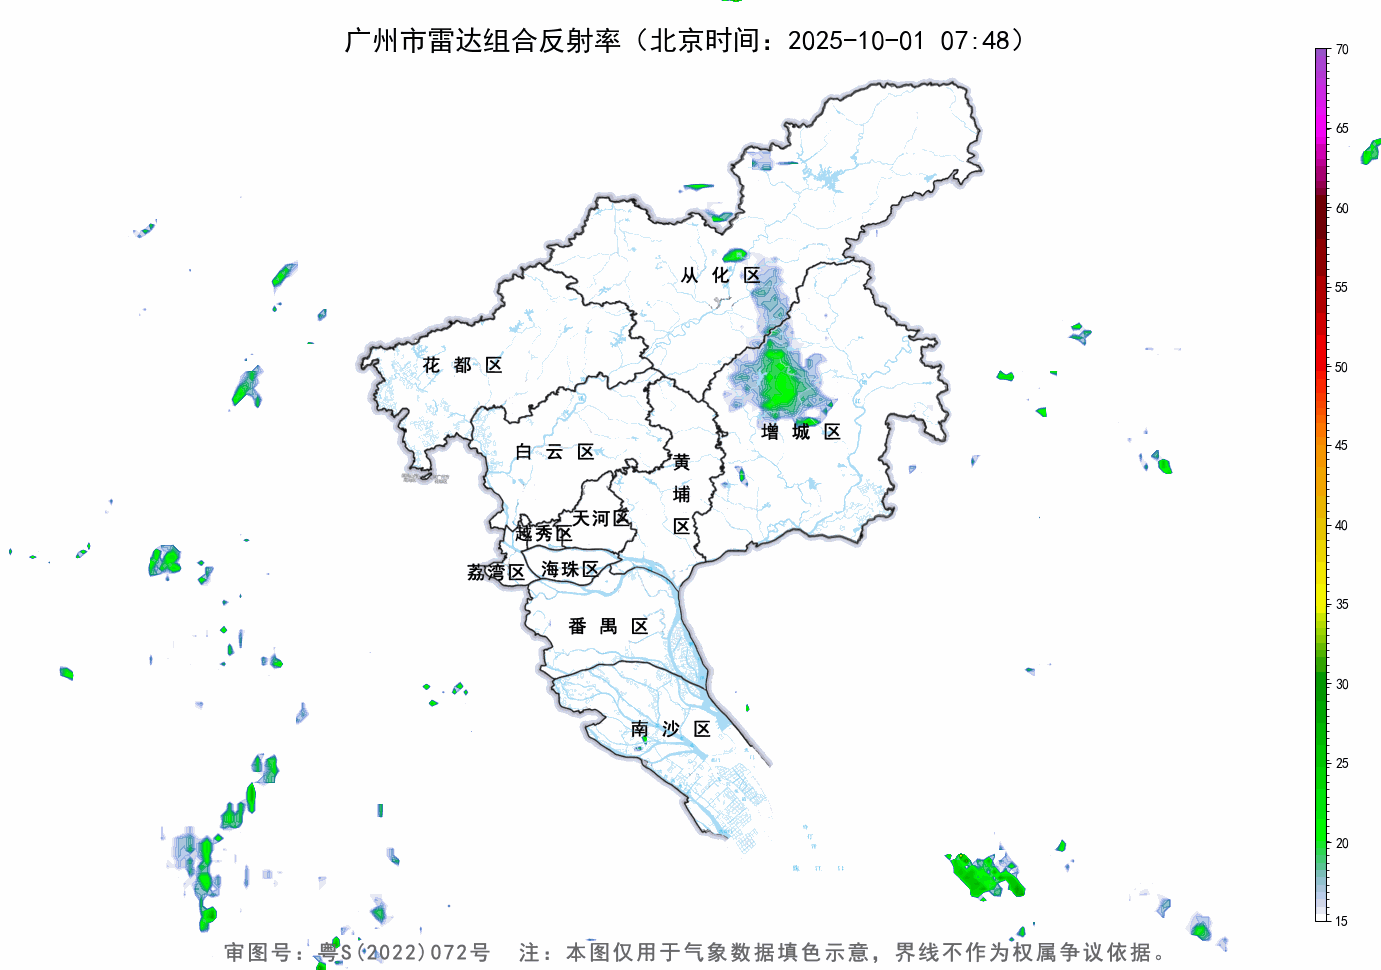 广州市雷达组合反射率（北京时间：2025-10-01 07:48）
70
65
60
55
50
45
40
35
30
25
20
15
从化区
花都区
增城区
白云区
黄埔区
天河区
越秀区
荔湾区
海珠区
番禺区
南沙区
审图号：粤S(2022)072号 注：本图仅用于气象数据填色示意，界线不作为权属争议依据。